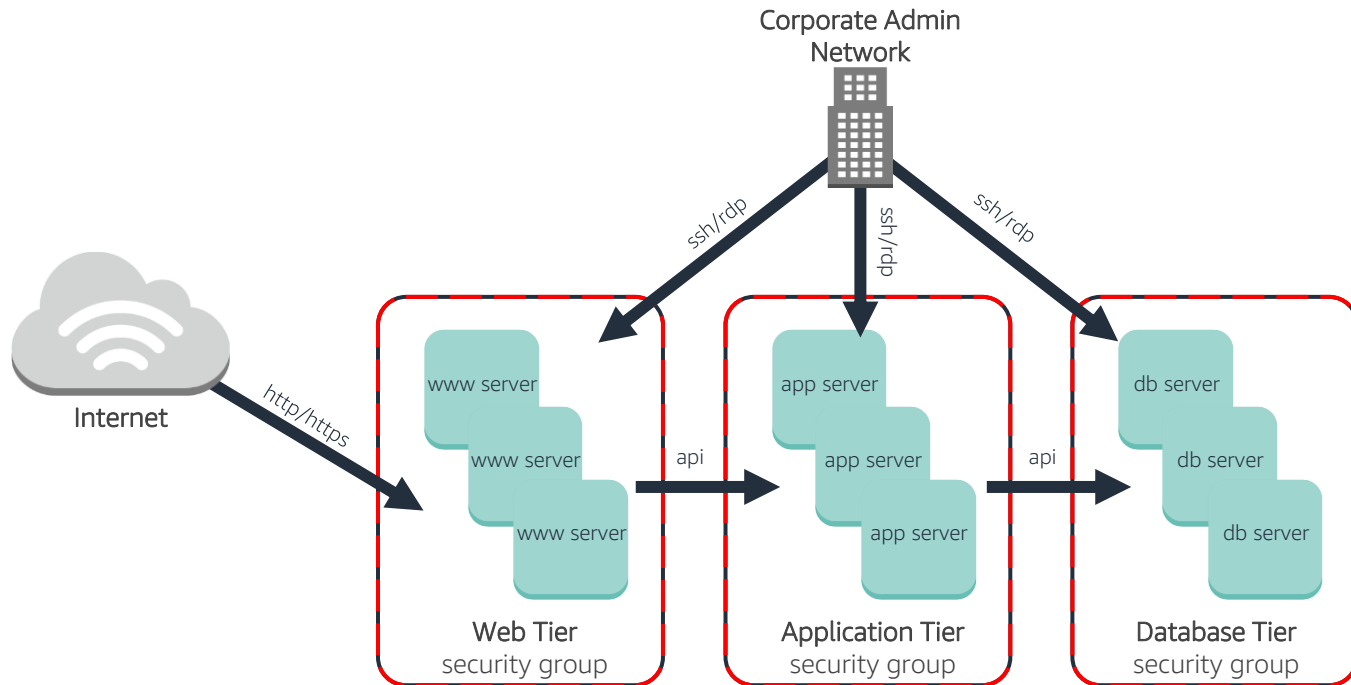 Corporate Admin
Network
ssh/rdp
ssh/rdp
ssh/rdp
Internet
http/https
www server
www server
www server
api
app server
app server
app server
api
db server
db server
db server
Web Tier
security group
Application Tier
security group
Database Tier
security group